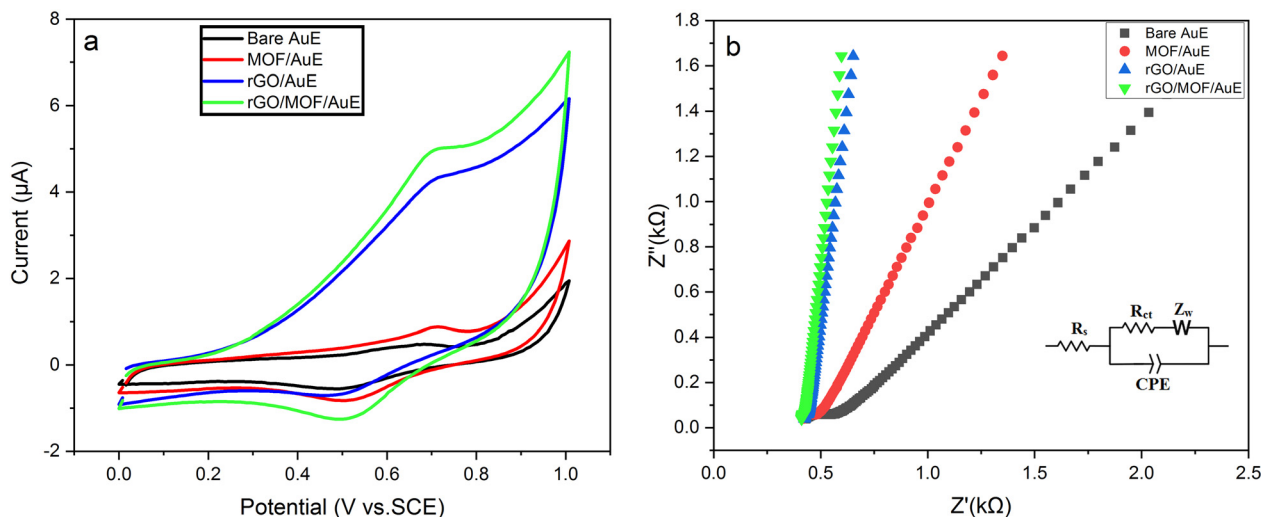 a
Bare AuE
MOF/AuE
rGO/AuE
rGO/MOF/AuE
8
6
4
2
0
-2
Current (µA)
0.0 0.2 0.4 0.6 0.8 1.0
Potential (V vs.SCE)
b
Bare AuE
MOF/AuE
rGO/AuE
rGO/MOF/AuE
1.8
1.6
1.4
1.2
1.0
0.8
0.6
0.4
0.2
0.0
Z''(kΩ)
Rs
Rct
Zw
CPE
0.0 0.5 1.0 1.5 2.0 2.5
Z'(kΩ)